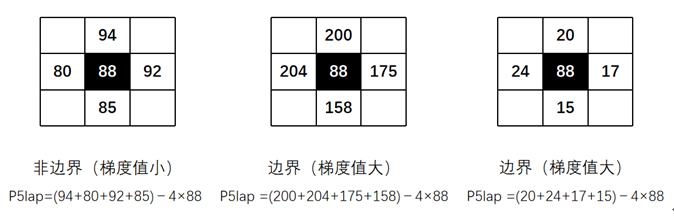 94 200 20
80 88 92 204 88 175 24 88 17
85 158 15
非边界（梯度值小） 边界（梯度值大） 边界（梯度值大）
P5lap=(94+80+92+85)－4×88 P5lap =(200+204+175+158)－4×88 P5lap =(20+24+17+15)－4×88